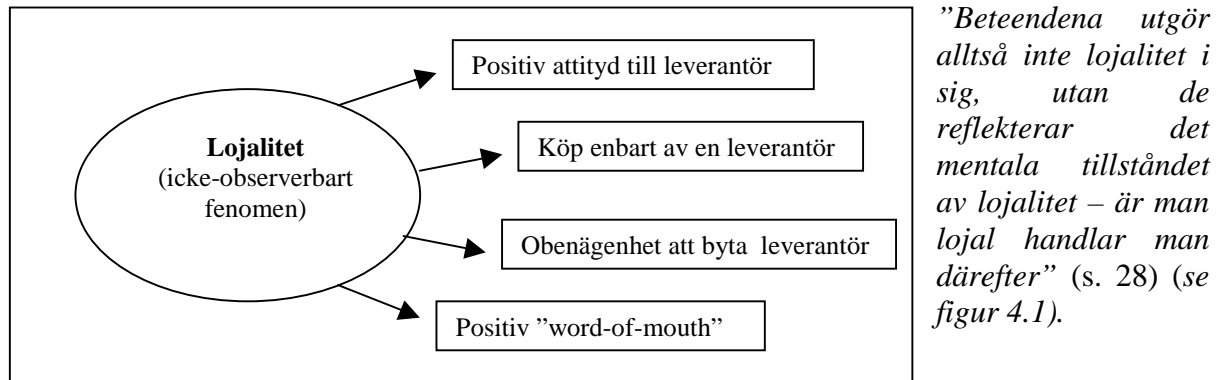 Positiv attityd till leverantör
Lojalitet
(icke-observerbart
fenomen)
Köp enbart av en leverantör
Obenägenhet att byta leverantör
Positiv ”word-of-mouth”
”Beteendena utgör
alltså inte lojalitet i
sig, utan de
reflekterar det
mentala tillståndet
av lojalitet – är man
lojal handlar man
därefter” (s. 28) (se
figur 4.1).